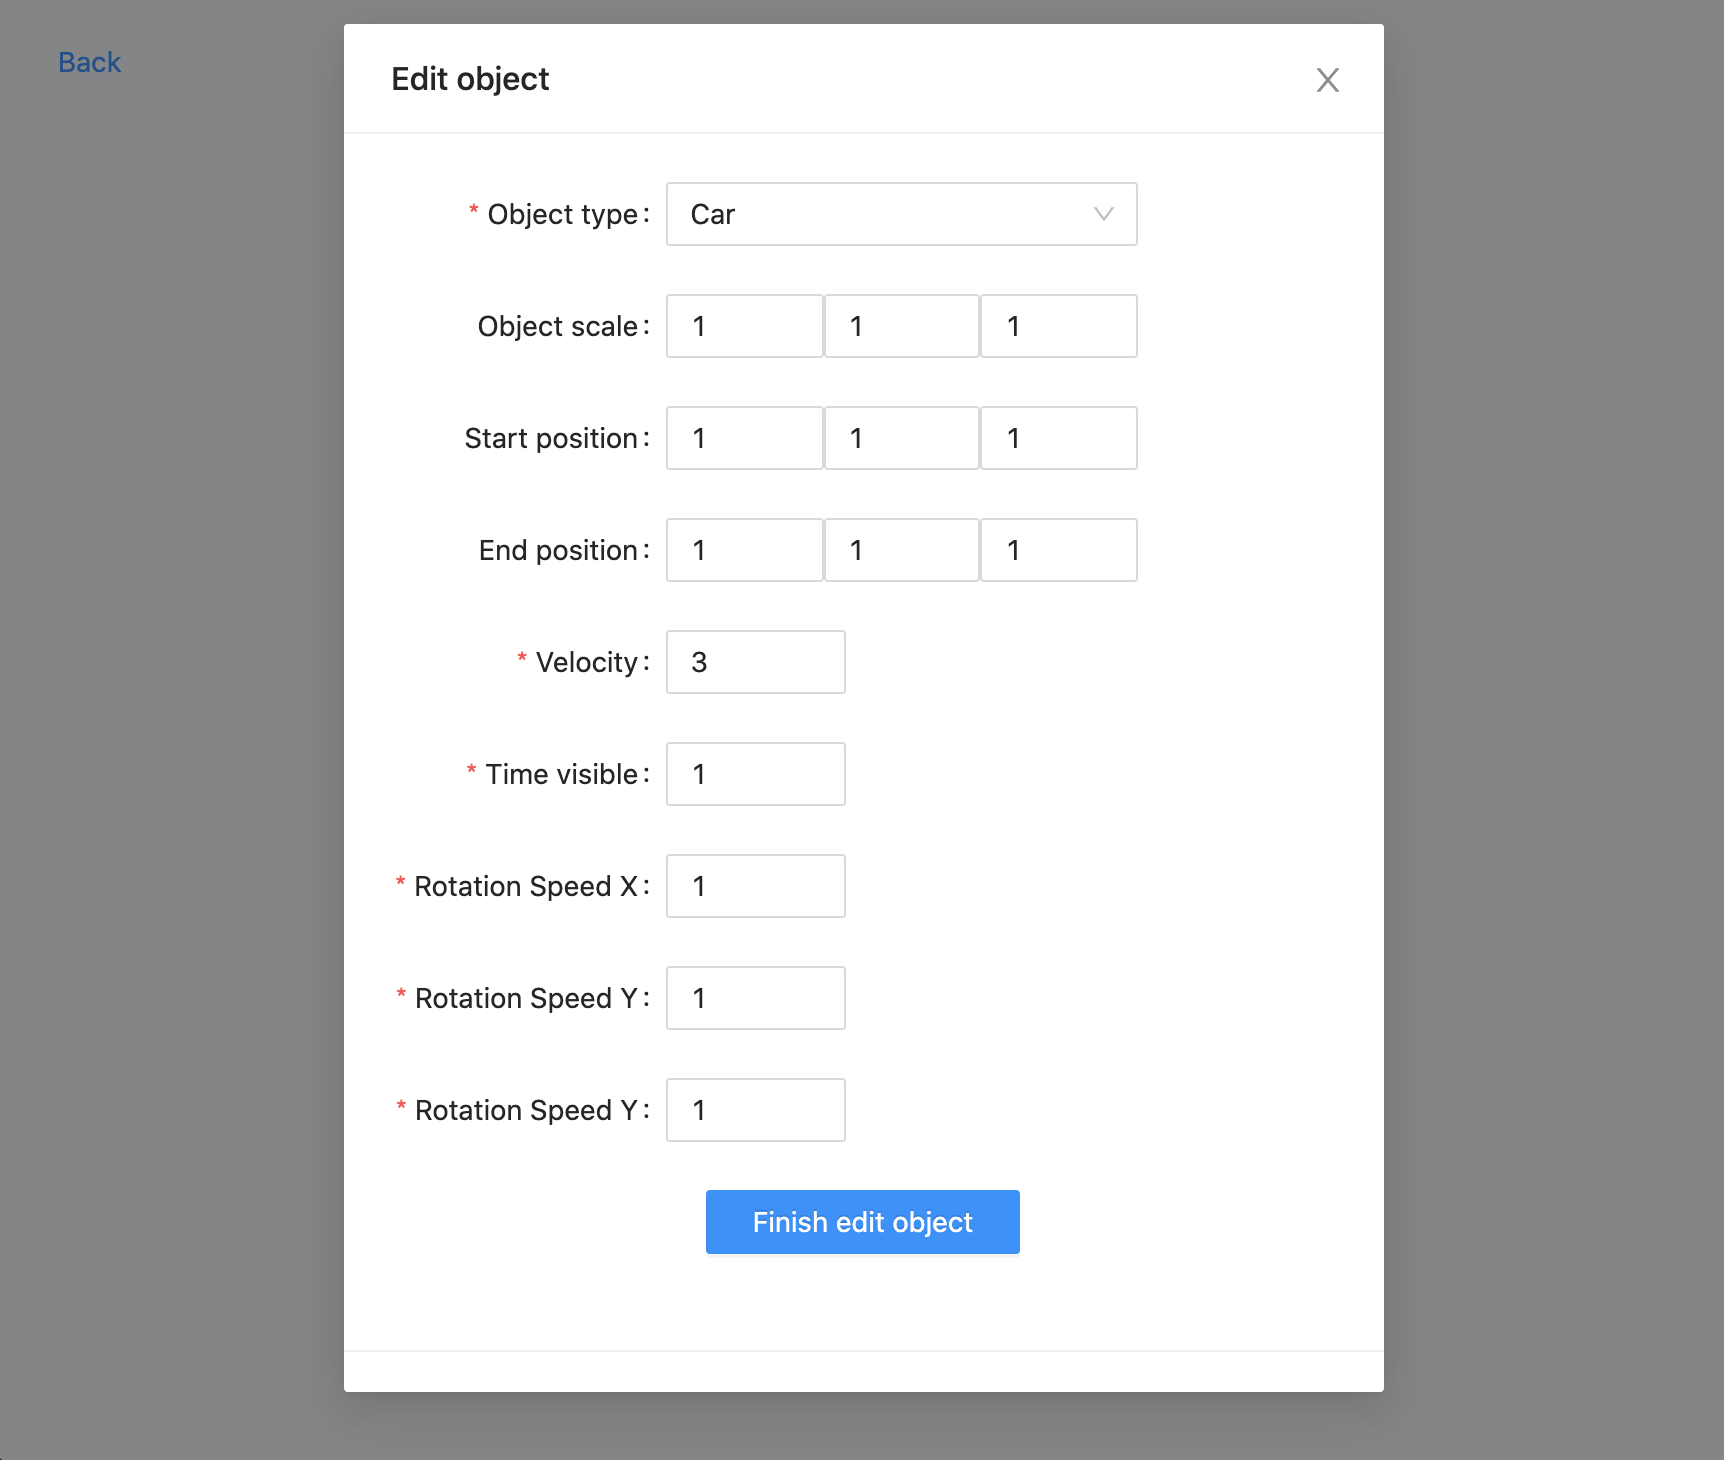 Back
Edit object
* Object type: Car
Object scale: 1 1 1
Start position: 1 1 1
End position: 1 1 1
* Velocity: 3
* Time visible: 1
* Rotation Speed X: 1
* Rotation Speed Y: 1
* Rotation Speed Y: 1
Finish edit object